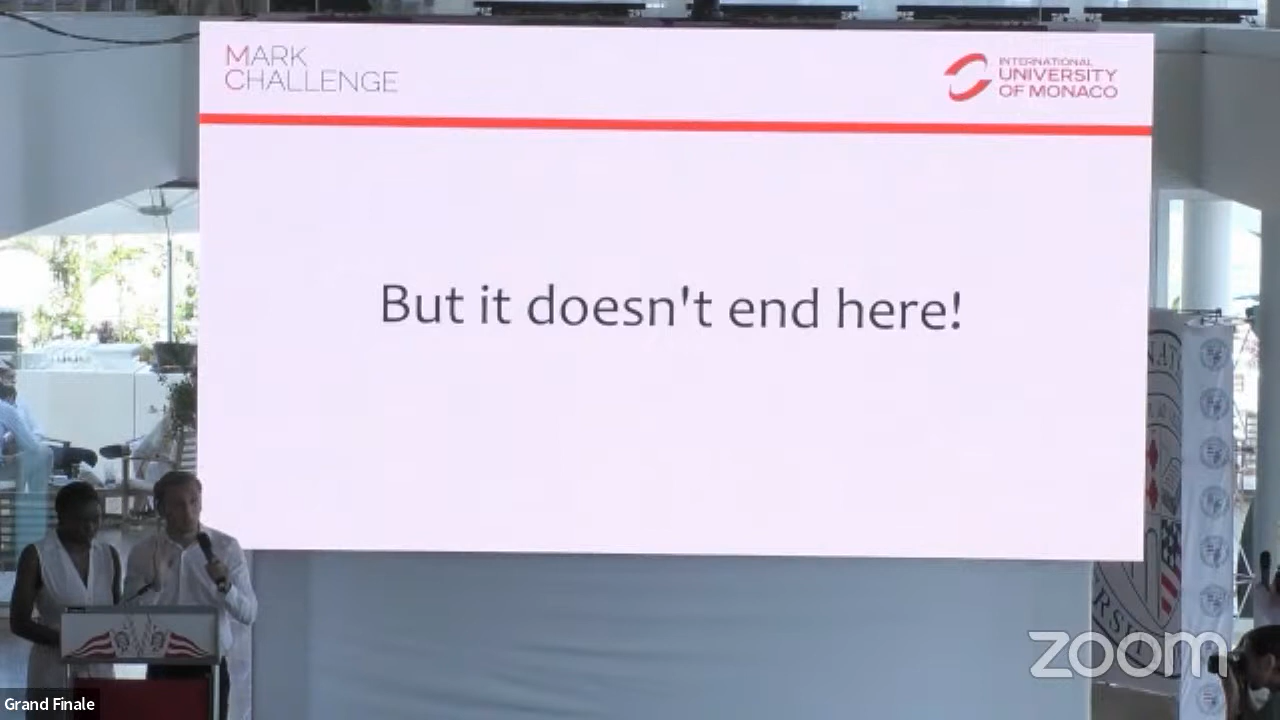 MARK
CHALLENGE
INTERNATIONAL
UNIVERSITY
OF MONACO
But it doesn't end here!
zoom
Grand Finale